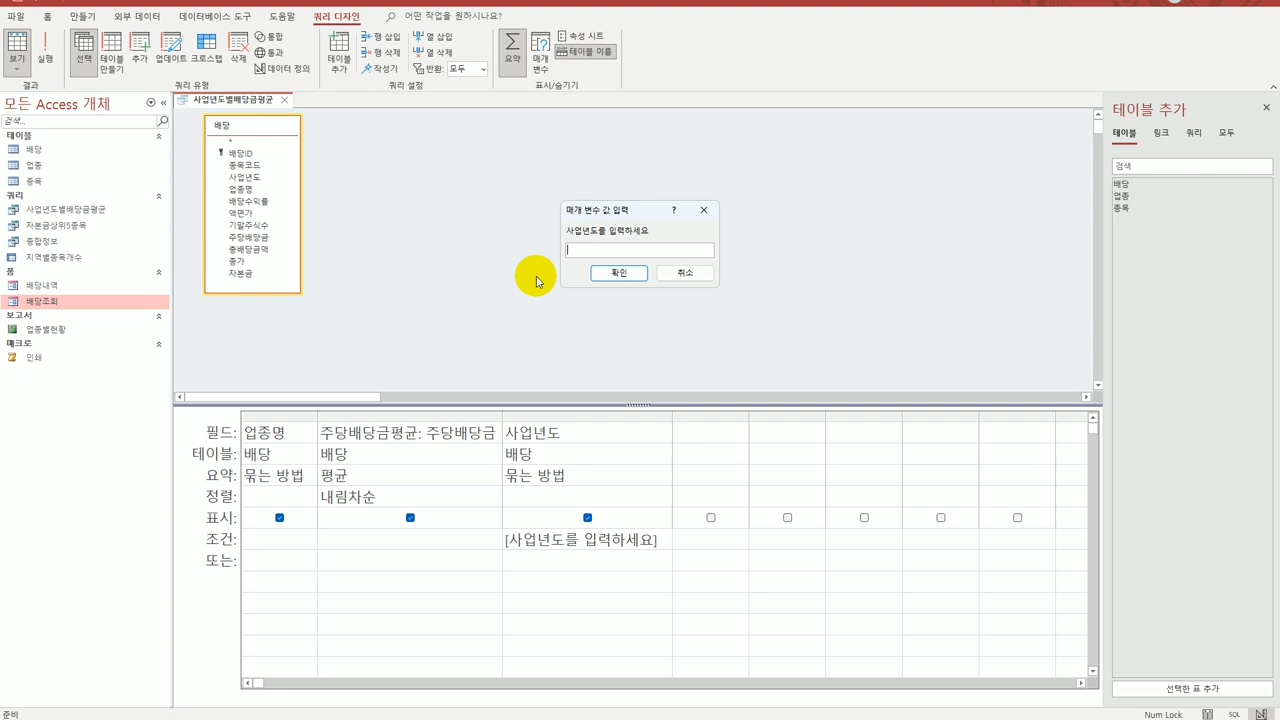 파일 홈 만들기 외부 데이터 데이터베이스 도구 도움말 쿼리 디자인 어떤 작업을 원하시나요?
보기 실행 선택 테이블 만들기 추가 업데이트 크로스탭 삭제 통합 통과 데이터 정의 테이블 추가 행 삽입 행 삭제 작성기 열 삽입 열 삭제 반환: 모두 요약 매개 변수 속성 시트 테이블 이름
결과 쿼리 유형 쿼리 설정 표시/숨기기
모든 Access 개체
검색...
테이블
배당
업종
종목
쿼리
사업년도별배당금평균
자본금상위5종목
종합정보
지역별종목개수
폼
배당내역
배당조회
보고서
업종별현황
매크로
인쇄
사업년도별배당금평균
배당
*
배당ID
종목코드
사업년도
업종명
배당수익률
액면가
기말주식수
주당배당금
총배당금액
종가
자본금
매개 변수 값 입력 ?
사업년도를 입력하세요
확인 취소
필드: 업종명 주당배당금평균: 주당배당금 사업년도
테이블: 배당 배당 배당
요약: 묶는 방법 평균 묶는 방법
정렬: 내림차순
표시:
조건: [사업년도를 입력하세요]
또는:
테이블 추가
테이블 링크 쿼리 모두
검색
배당
업종
종목
선택한 표 추가
준비 Num Lock SQL